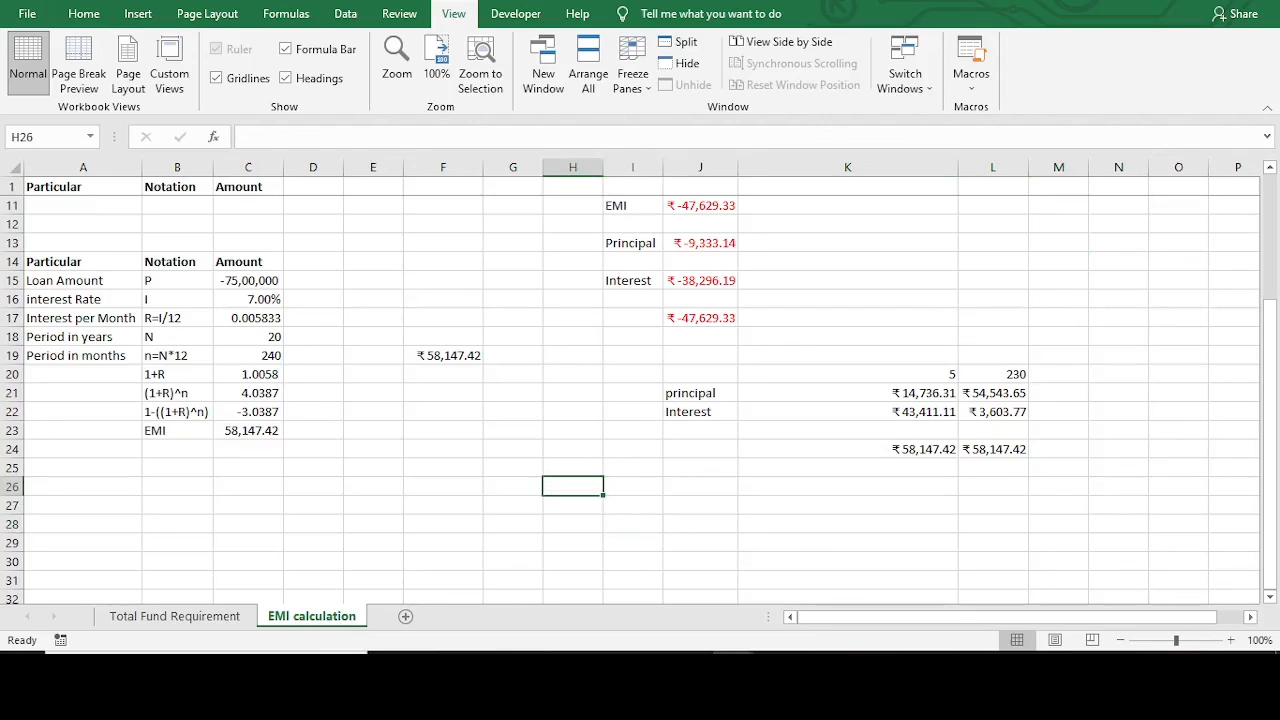 File Home Insert Page Layout Formulas Data Review View Developer Help Tell me what you want to do Share
Normal Page Break Preview Page Layout Custom Views
Workbook Views
Ruler Formula Bar
Gridlines Headings
Show
Zoom 100% Zoom to Selection
Zoom
New Window Arrange All Freeze Panes
Split
Hide
Unhide
View Side by Side
Synchronous Scrolling
Reset Window Position
Switch Windows
Window
Macros
Macros
H26 fx
A B C D E F G H I J K L M N O P
1 Particular Notation Amount
11 EMI ₹ -47,629.33
12
13 Principal ₹ -9,333.14
14 Particular Notation Amount
15 Loan Amount P -75,00,000 Interest ₹ -38,296.19
16 interest Rate I 7.00%
17 Interest per Month R=I/12 0.005833 ₹ -47,629.33
18 Period in years N 20
19 Period in months n=N*12 240 ₹ 58,147.42
20 1+R 1.0058 5 230
21 (1+R)^n 4.0387 principal ₹ 14,736.31 ₹ 54,543.65
22 1-((1+R)^n) -3.0387 Interest ₹ 43,411.11 ₹ 3,603.77
23 EMI 58,147.42
24 ₹ 58,147.42 ₹ 58,147.42
25
26
27
28
29
30
31
32
Total Fund Requirement EMI calculation
Ready 100%